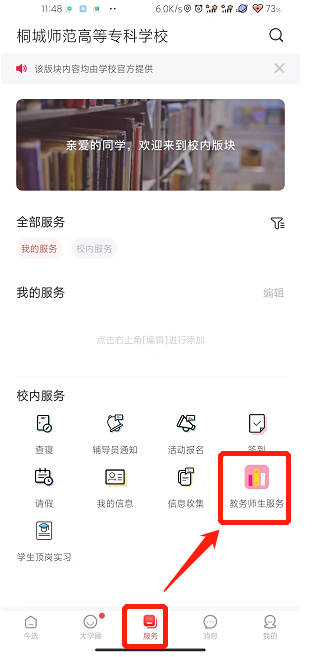 11:48
6.0K/s 73%
桐城师范高等专科学校
该版块内容均由学校官方提供
亲爱的同学，欢迎来到校内版块
全部服务
我的服务 校内服务
我的服务 编辑
点击右上角[编辑]进行添加
校内服务
查寝 辅导员通知 活动报名 签到
请假 我的信息 信息收集 教务师生服务
学生顶岗实习
今选 大学圈 服务 消息 我的